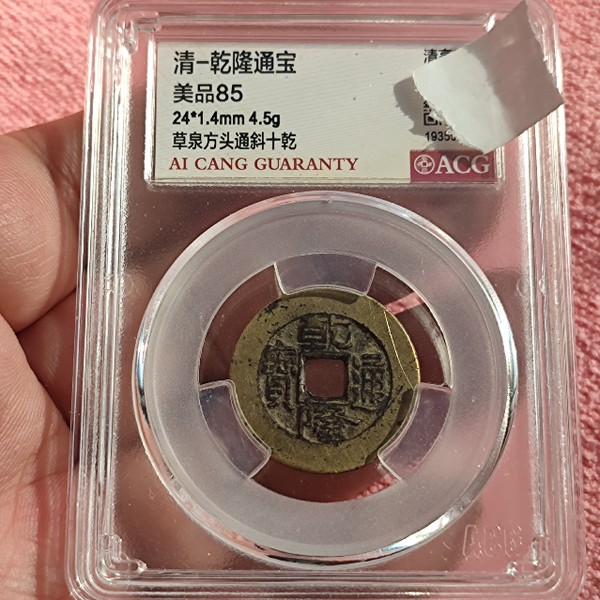 清-乾隆通宝
美品85
24*1.4mm 4.5g
草泉方头通斜十乾
AI CANG GUARANTY
ACG
乾隆通寶
ACG